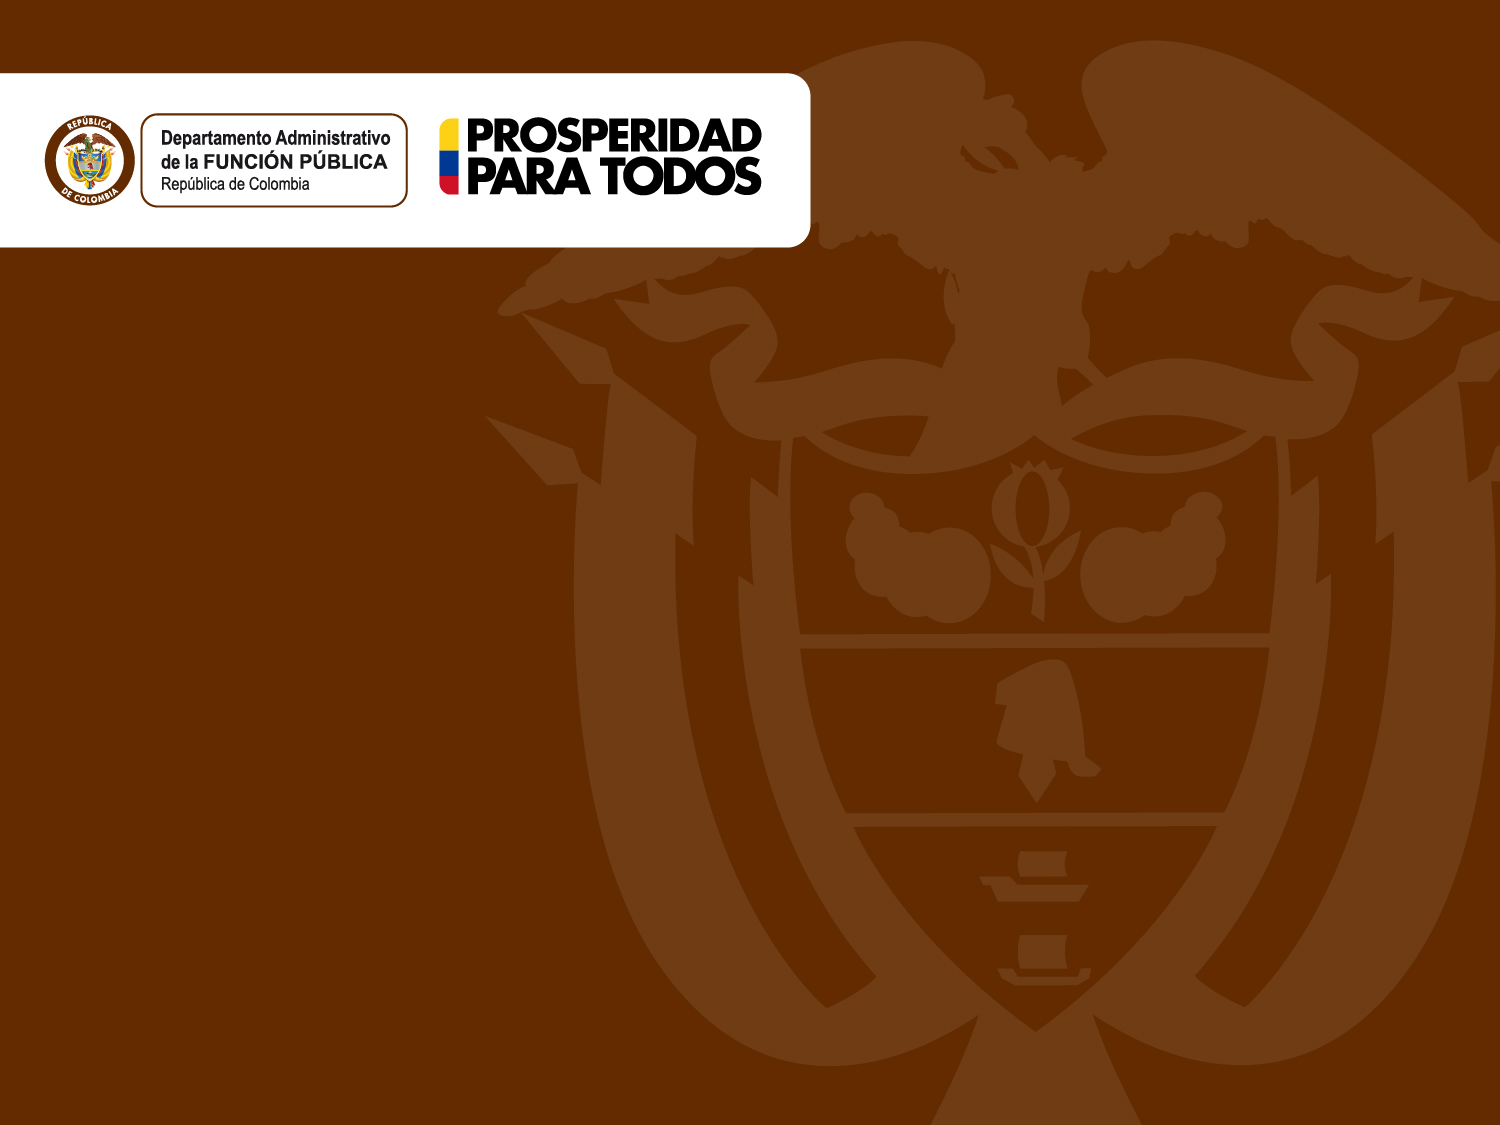 REPÚBLICA
DE COLOMBIA
Departamento Administrativo
de la FUNCIÓN PÚBLICA
República de Colombia
PROSPERIDAD
PARA TODOS